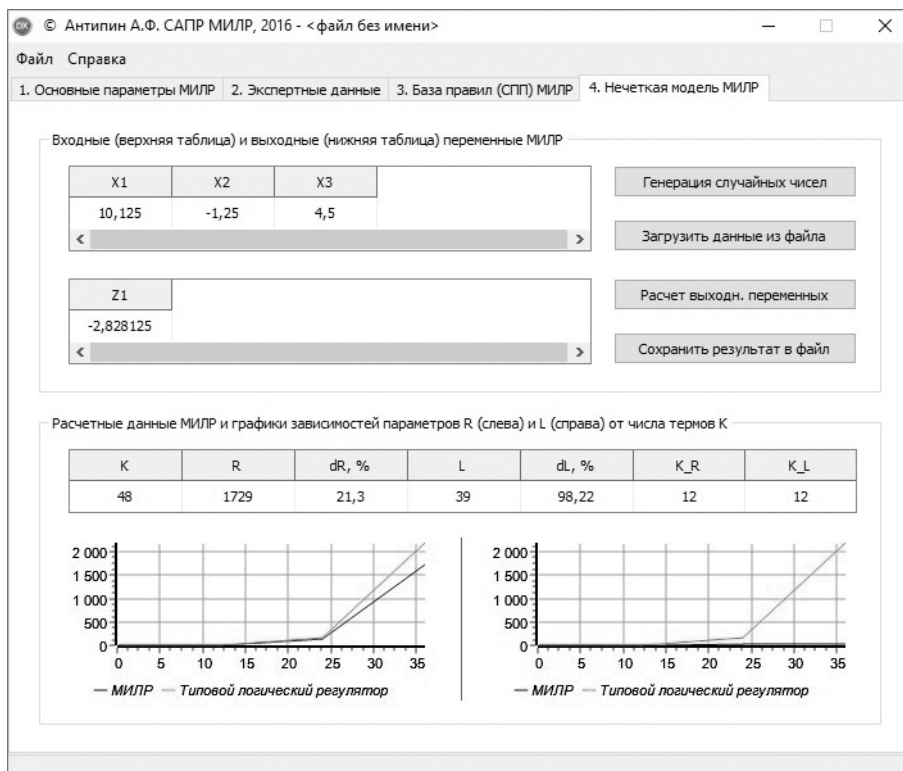 DX © Антипин А.Ф. САПР МИЛР, 2016 - <файл без имени>
Файл Справка
1. Основные параметры МИЛР 2. Экспертные данные 3. База правил (СПП) МИЛР 4. Нечеткая модель МИЛР
Входные (верхняя таблица) и выходные (нижняя таблица) переменные МИЛР
X1 X2 X3
10,125 -1,25 4,5
Генерация случайных чисел
Загрузить данные из файла
Z1
-2,828125
Расчет выходн. переменных
Сохранить результат в файл
Расчетные данные МИЛР и графики зависимостей параметров R (слева) и L (справа) от числа термов K
K R dR, % L dL, % K_R K_L
48 1729 21,3 39 98,22 12 12
2 000
1 500
1 000
500
0
0 5 10 15 20 25 30 35
МИЛР Типовой логический регулятор
2 000
1 500
1 000
500
0
0 5 10 15 20 25 30 35
МИЛР Типовой логический регулятор